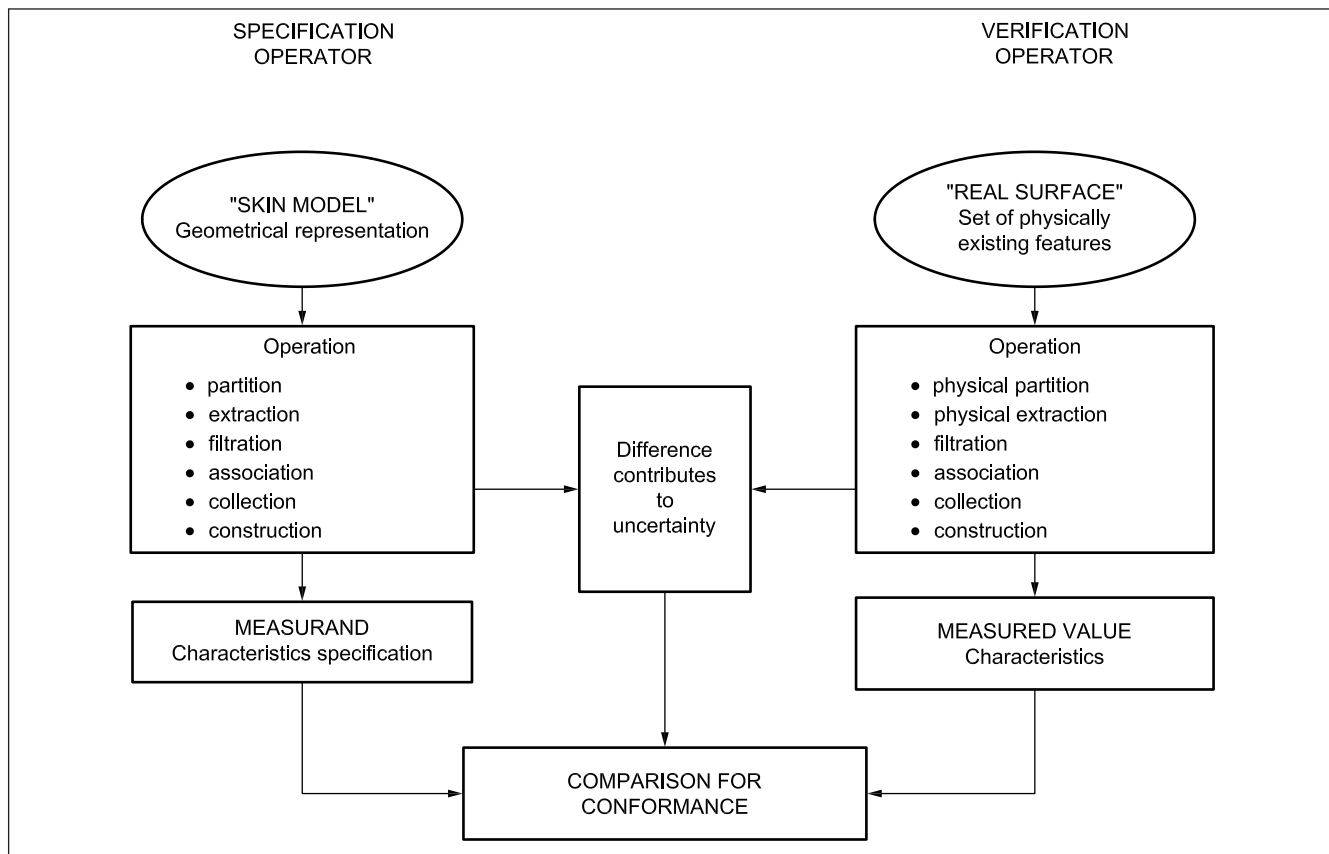 SPECIFICATION
OPERATOR
VERIFICATION
OPERATOR
"SKIN MODEL"
Geometrical representation
"REAL SURFACE"
Set of physically
existing features
Operation
• partition
• extraction
• filtration
• association
• collection
• construction
Difference
contributes
to
uncertainty
Operation
• physical partition
• physical extraction
• filtration
• association
• collection
• construction
MEASURAND
Characteristics specification
MEASURED VALUE
Characteristics
COMPARISON FOR
CONFORMANCE